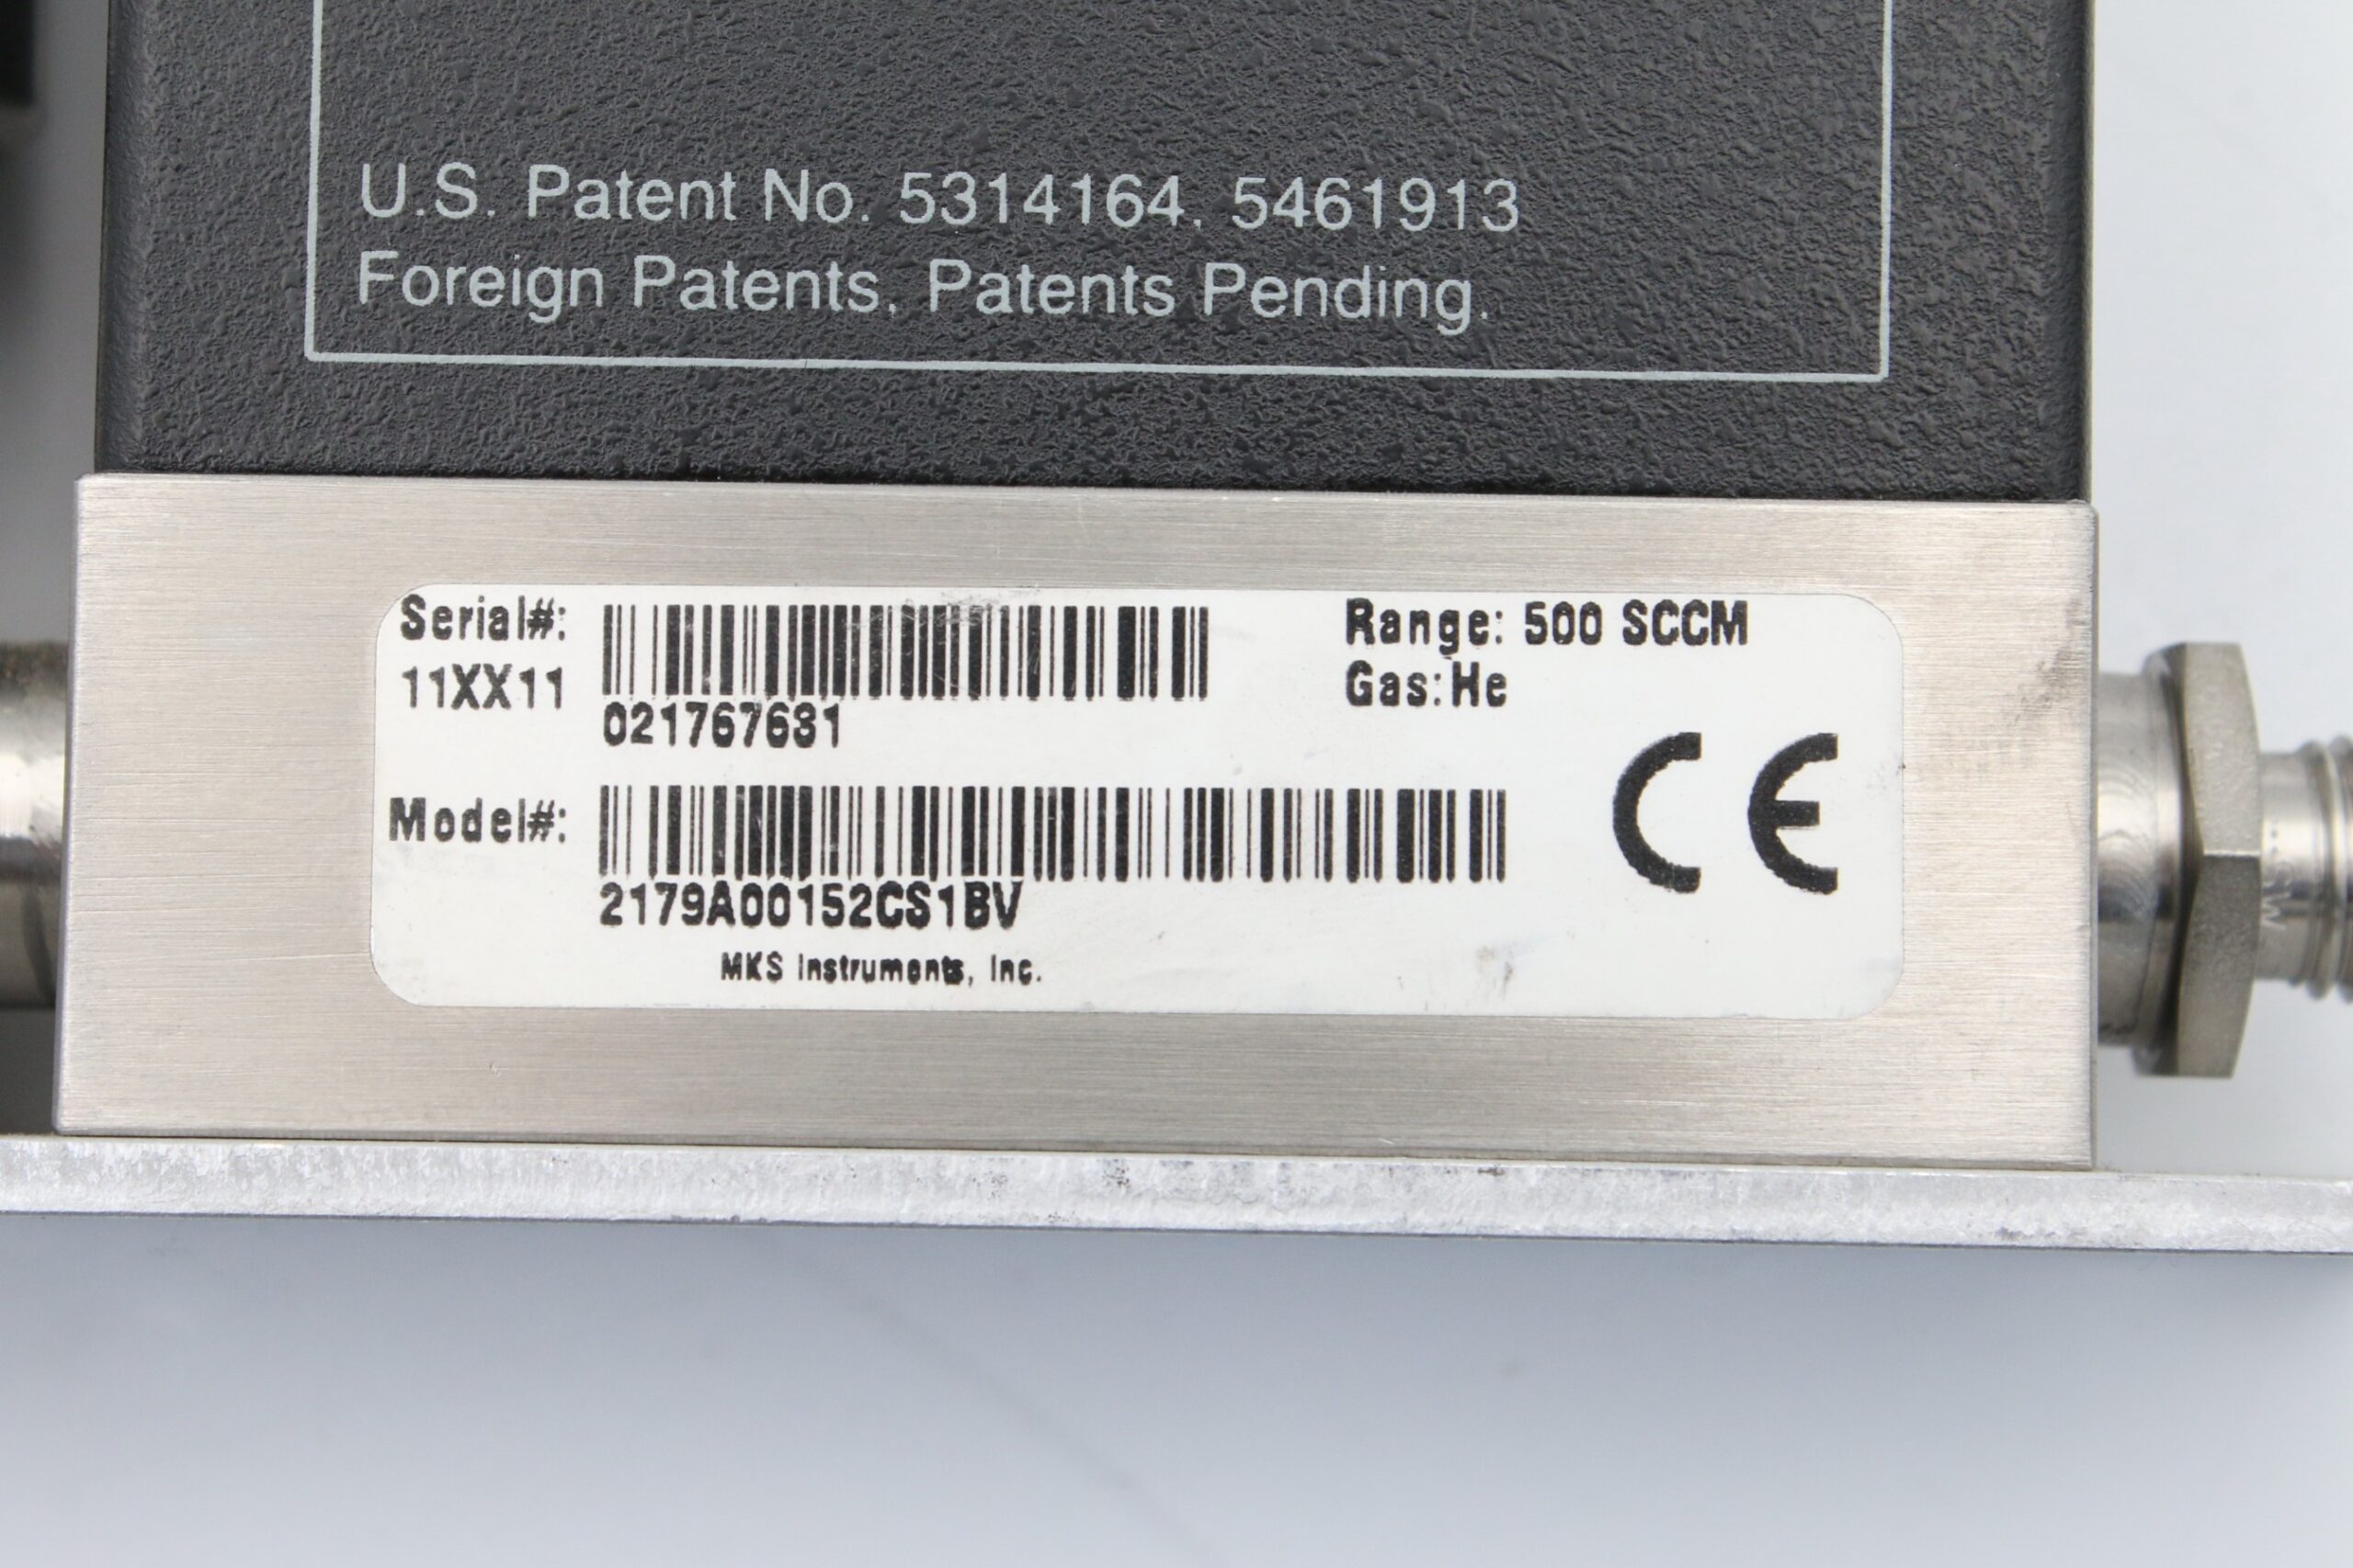 U.S. Patent No. 5314164, 5461913
Foreign Patents, Patents Pending.
Serial#:
11XX11
021767631
Range: 500 SCCM
Gas:He
Model#:
2179A00152CS1BV
CE
MKS Instruments, Inc.